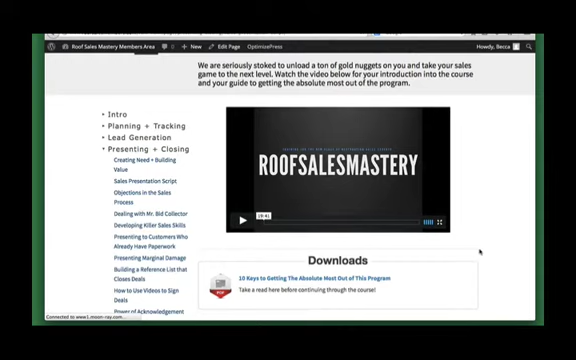 Roof Sales Mastery Members Area
+ New
Edit Page
OptimizePress
Howdy, Becca
We are seriously stoked to unload a ton of gold nuggets on you and take your sales
game to the next level. Watch the video below for your introduction into the course
and your guide to getting the absolute most out of the program.
Intro
Planning + Tracking
Lead Generation
Presenting + Closing
Creating Need + Building
Value
Sales Presentation Script
Objections in the Sales
Process
Dealing with Mr. Bid Collector
Developing Killer Sales Skills
Presenting to Customers Who
Already Have Paperwork
Presenting Marginal Damage
Building a Reference List that
Closes Deals
How to Use Videos to Sign
Deals
Power of Acknowledgement
ROOFSALESMASTERY
Downloads
10 Keys to Getting The Absolute Most Out of This Program
Take a read here before continuing through the course!
PDF